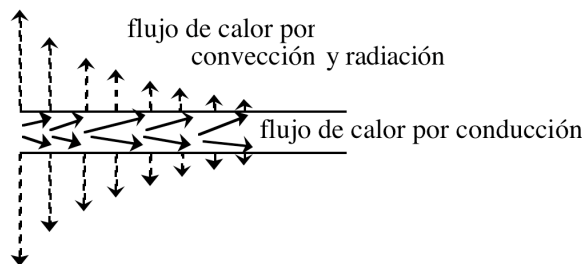 flujo de calor por
convección y radiación
flujo de calor por conducción